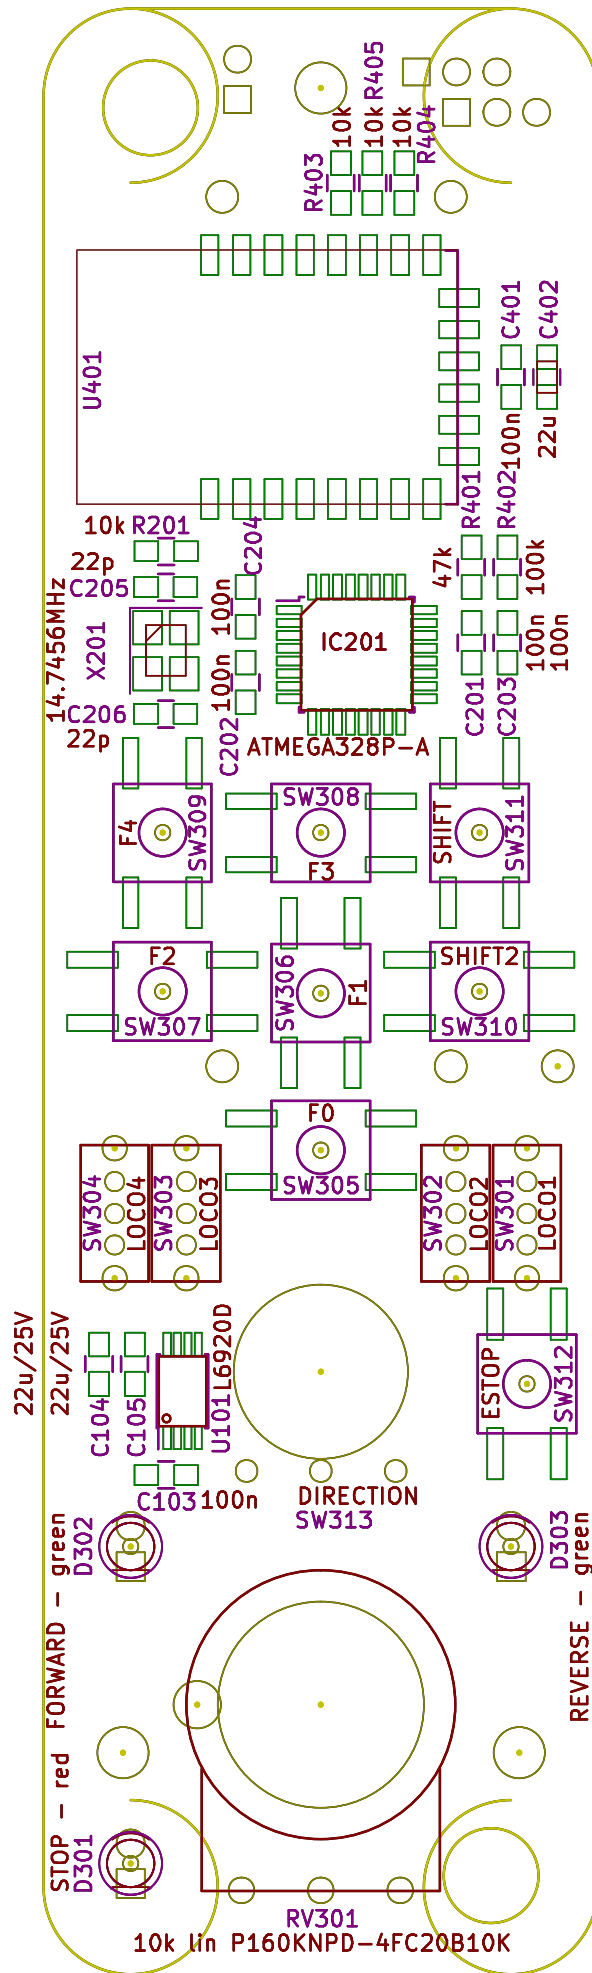 R405
10k
10k
10k
R404
R403
C401
C402
U401
100n
22u
R401
R402
10k
R201
C204
22p
C205
100n
47k
100k
14.7456MHz
X201
IC201
100n
100n
100n
C206
22p
C202
C201
C203
ATMEGA328P-A
F4
SW309
SW308
F3
SHIFT
SW311
F2
SW307
SW306
F1
SHIFT2
SW310
F0
SW305
SW304
LOCO4
SW303
LOCO3
SW302
LOCO2
SW301
LOCO1
22u/25V
22u/25V
L6920D
U101
C104
C105
ESTOP
SW312
C103
100n
DIRECTION
SW313
D302
FORWARD - green
D303
REVERSE - green
STOP - red
D301
RV301
10k lin P160KNPD-4FC20B10K